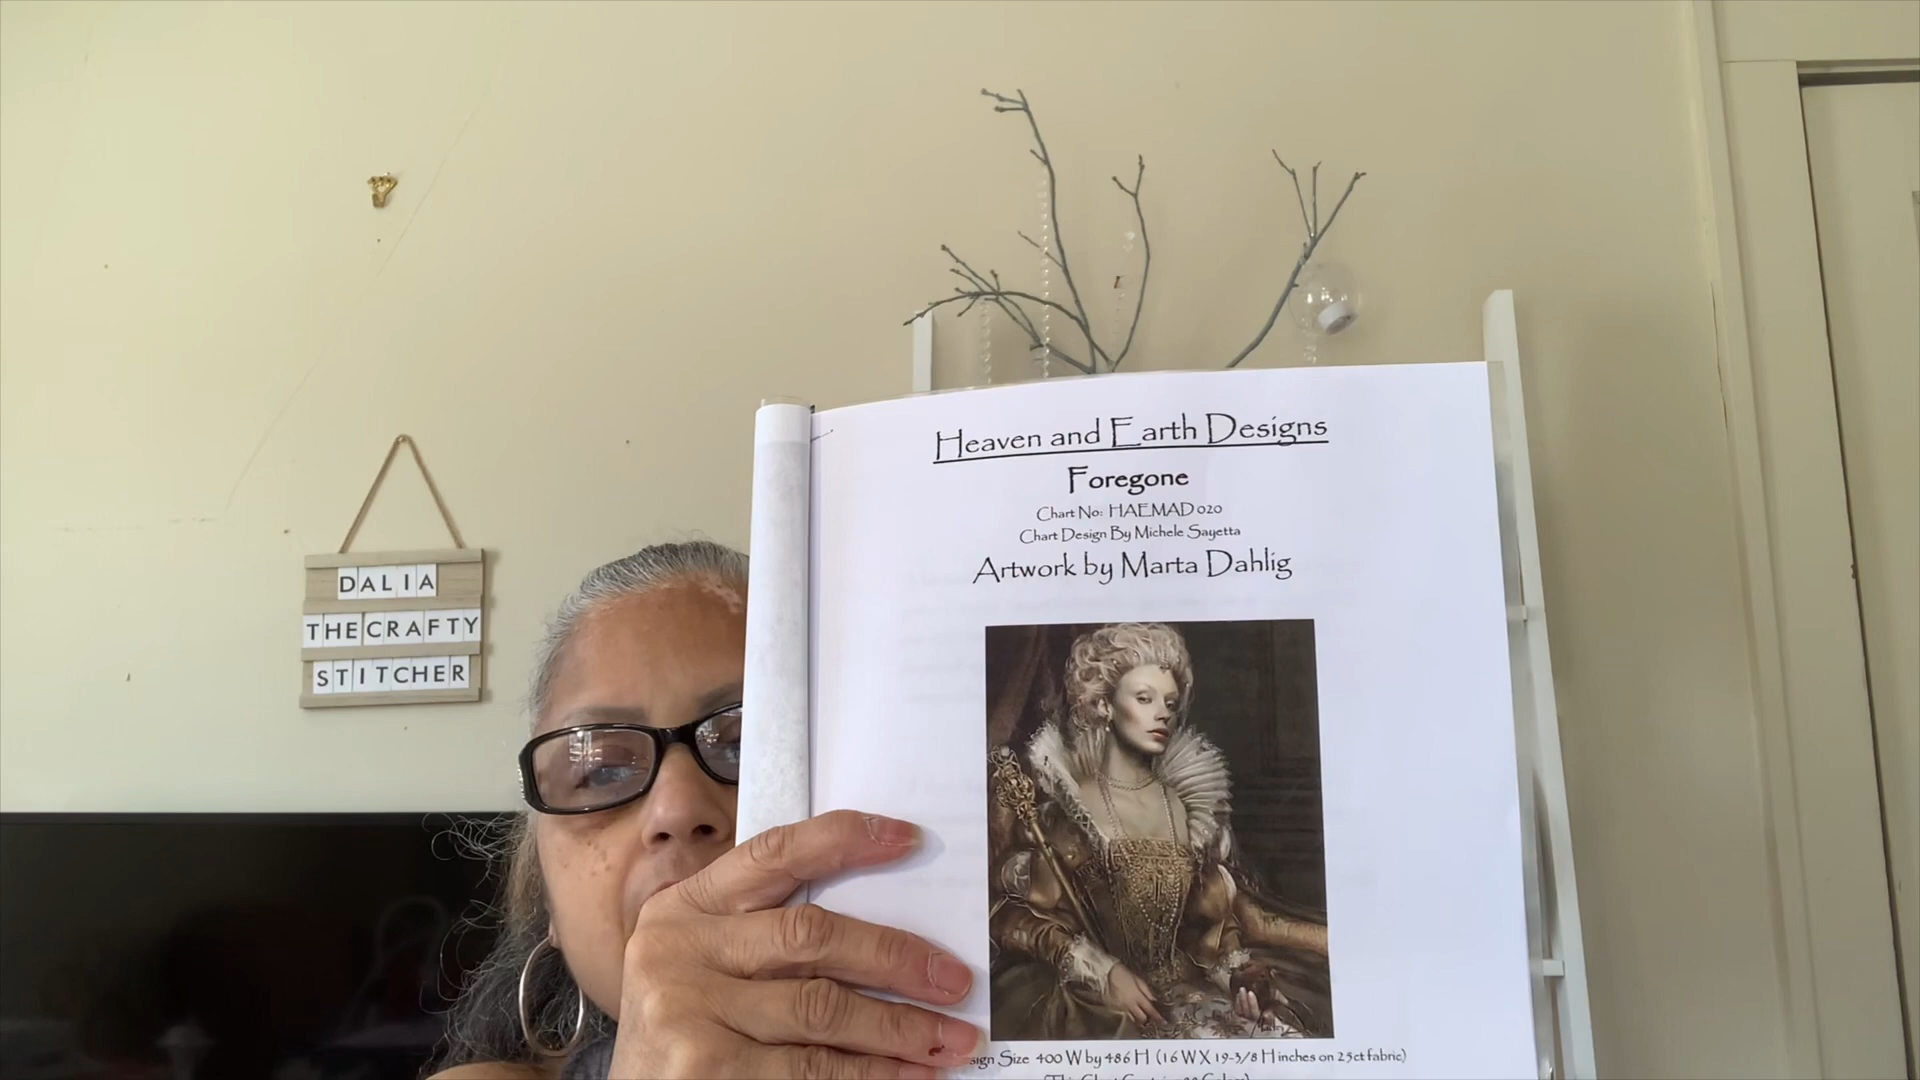 DALIA
THE CRAFTY
STITCHER
Heaven and Earth Designs
Foregone
Chart No: HAEMAD 020
Chart Design By Michele Sayetta
Artwork by Marta Dahlig
sign Size 400 W by 486 H (16 W X 19-3/8 H inches on 25ct fabric)